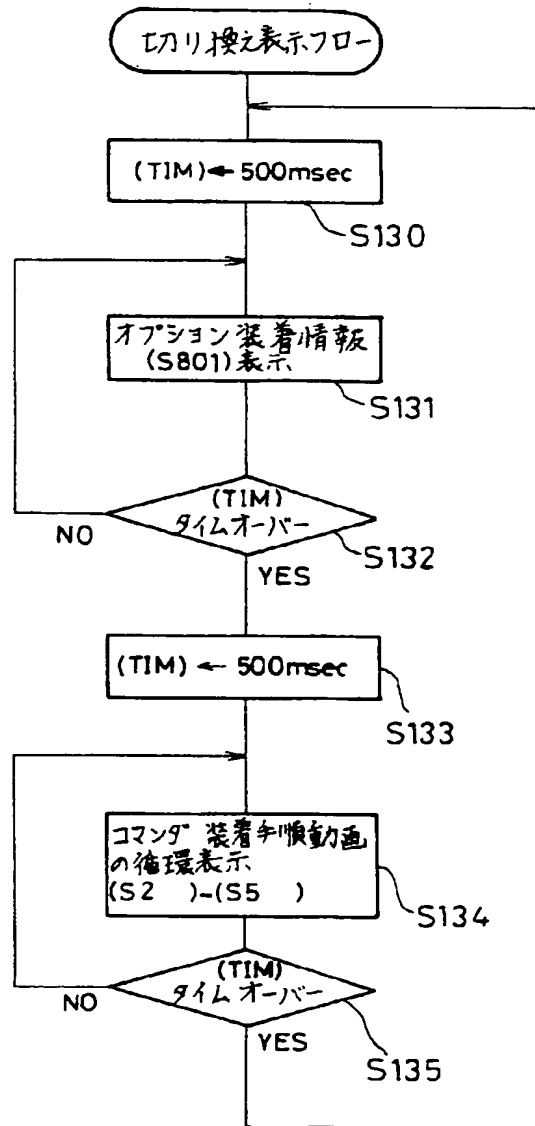 切り換え表示フロー
(TIM)← 500msec
S130
オプション装着情報
(S801)表示
S131
(TIM)
タイムオーバー
NO
S132
YES
(TIM) ← 500msec
S133
コマンダ 装着手順動画
の循環表示
(S2 )-(S5 )
S134
(TIM)
タイムオーバー
NO
YES
S135